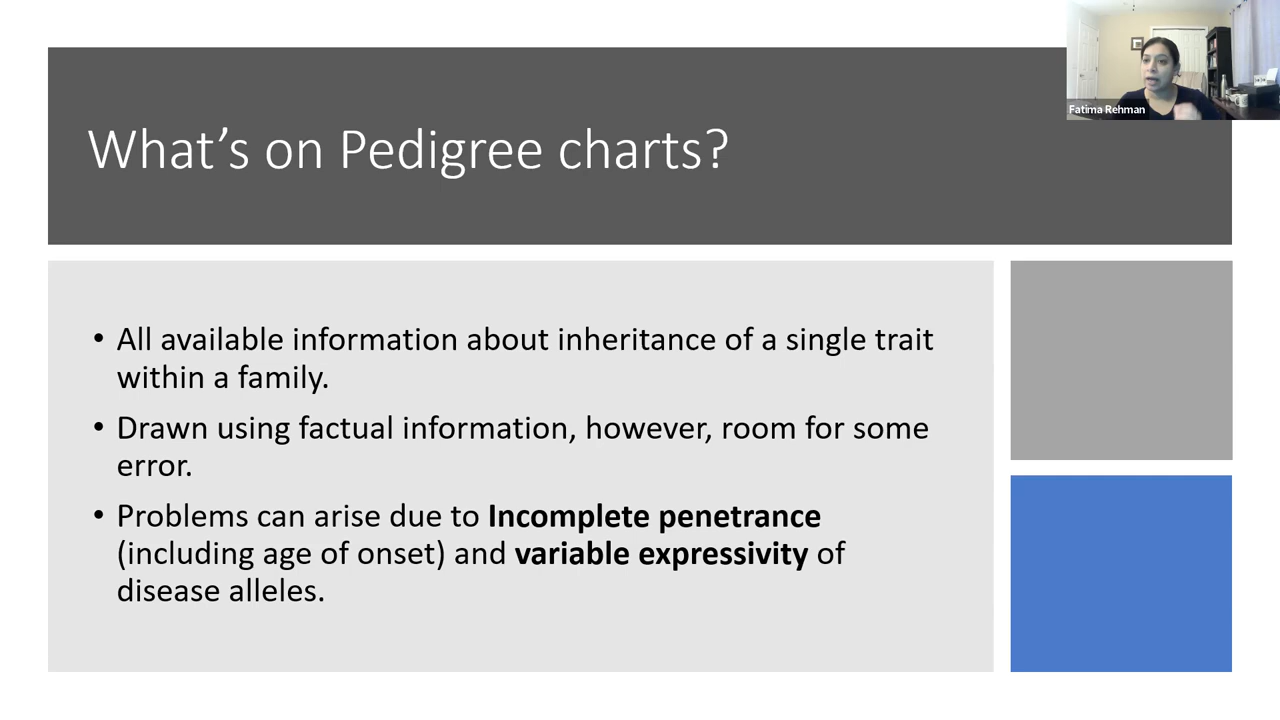 Fatima Rehman
What's on Pedigree charts?
• All available information about inheritance of a single trait
within a family.
• Drawn using factual information, however, room for some
error.
• Problems can arise due to Incomplete penetrance
(including age of onset) and variable expressivity of
disease alleles.